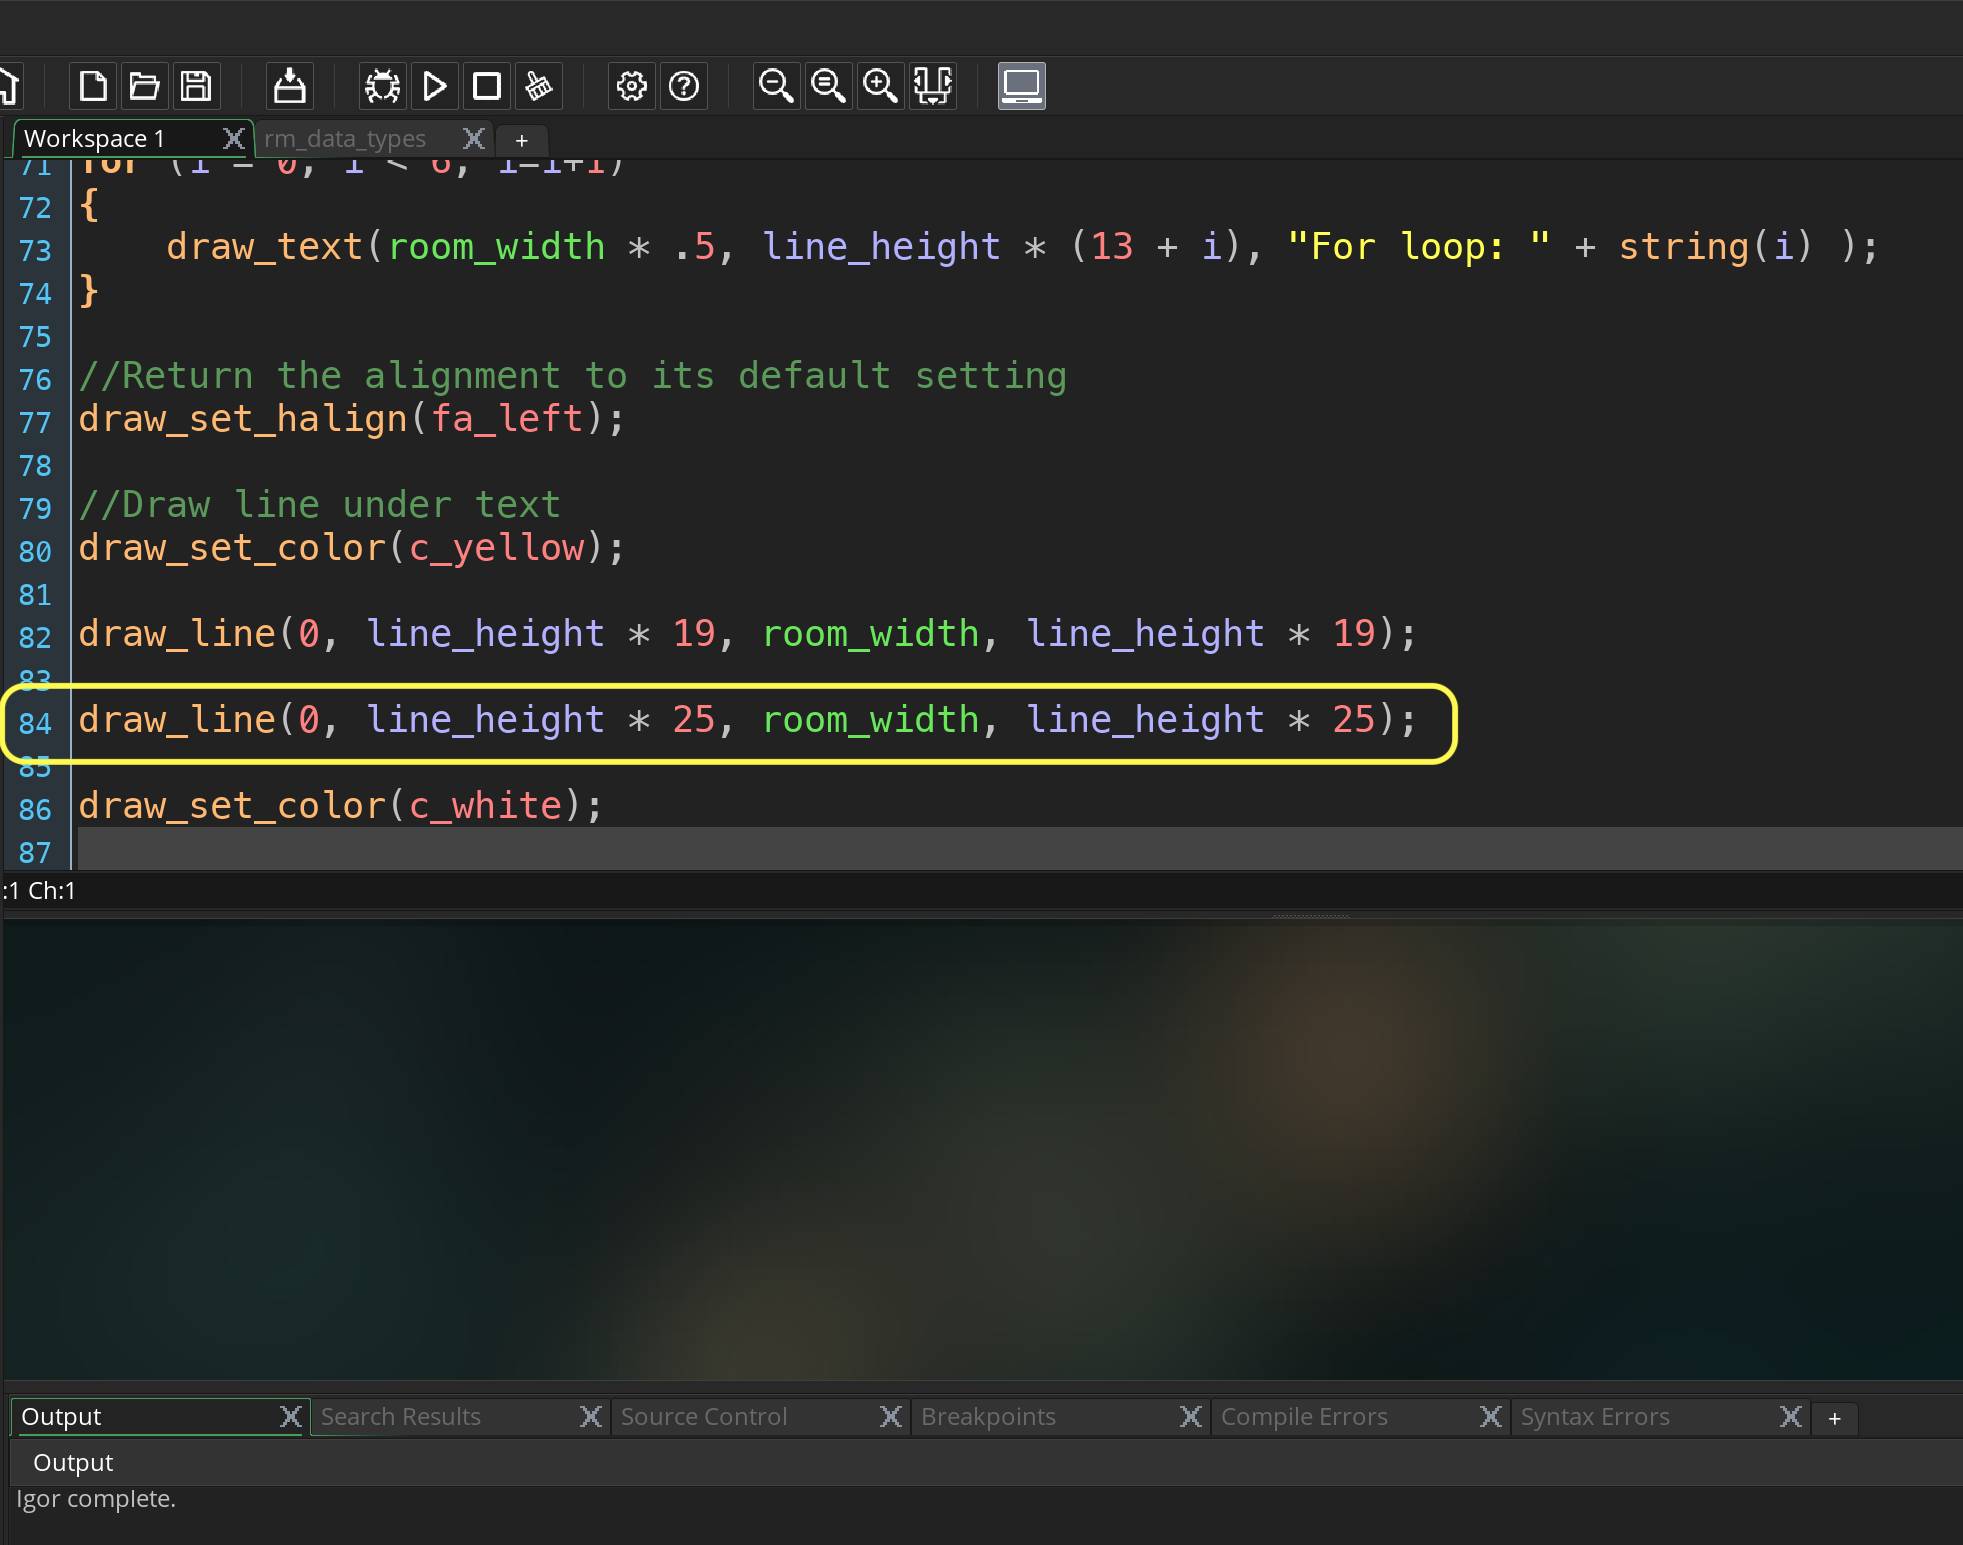 Workspace 1 rm_data_types +
71 for (i = 0; i < 6; i=i+1)
72 {
73 draw_text(room_width * .5, line_height * (13 + i), "For loop: " + string(i) );
74 }
75
76 //Return the alignment to its default setting
77 draw_set_halign(fa_left);
78
79 //Draw line under text
80 draw_set_color(c_yellow);
81
82 draw_line(0, line_height * 19, room_width, line_height * 19);
83
84 draw_line(0, line_height * 25, room_width, line_height * 25);
85
86 draw_set_color(c_white);
87
:1 Ch:1
Output Search Results Source Control Breakpoints Compile Errors Syntax Errors +
Output
Igor complete.